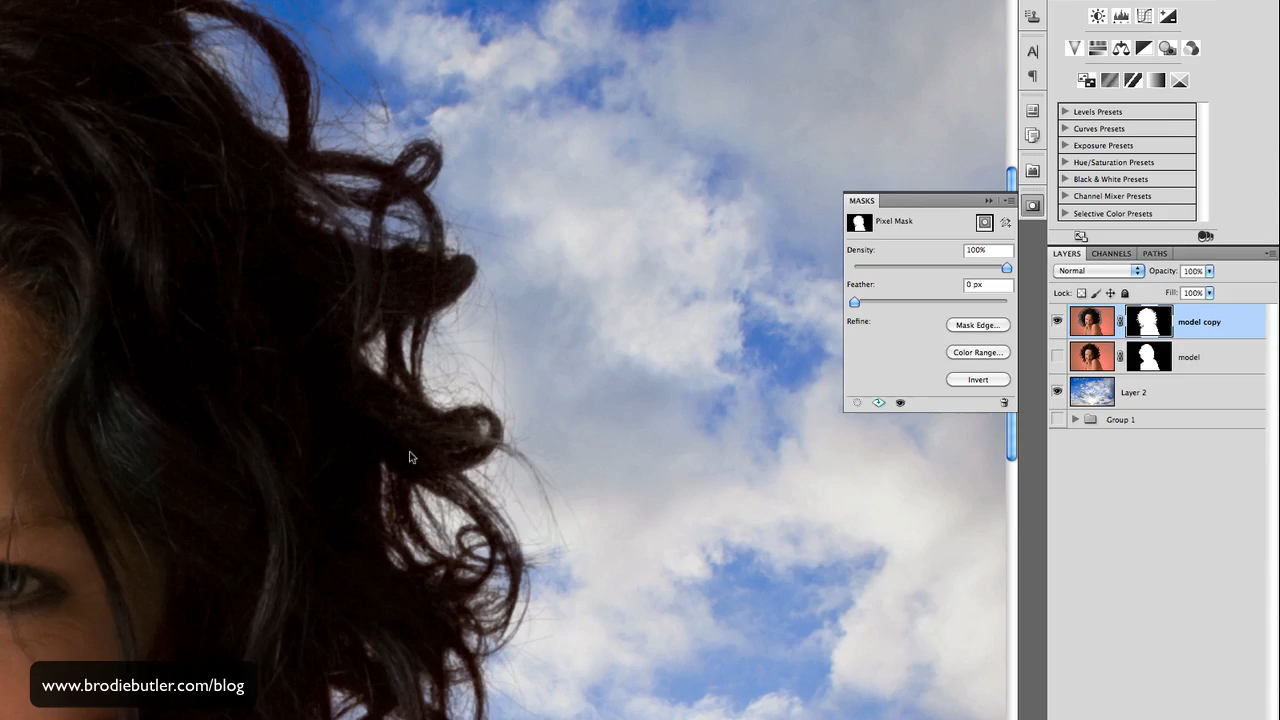 A
Levels Presets
Curves Presets
Exposure Presets
Hue/Saturation Presets
Black & White Presets
Channel Mixer Presets
Selective Color Presets
MASKS
Pixel Mask
Density: 100%
Feather: 0 px
Refine:
Mask Edge...
Color Range...
Invert
LAYERS CHANNELS PATHS
Normal Opacity: 100%
Lock: Fill: 100%
model copy
model
Layer 2
Group 1
www.brodiebutler.com/blog